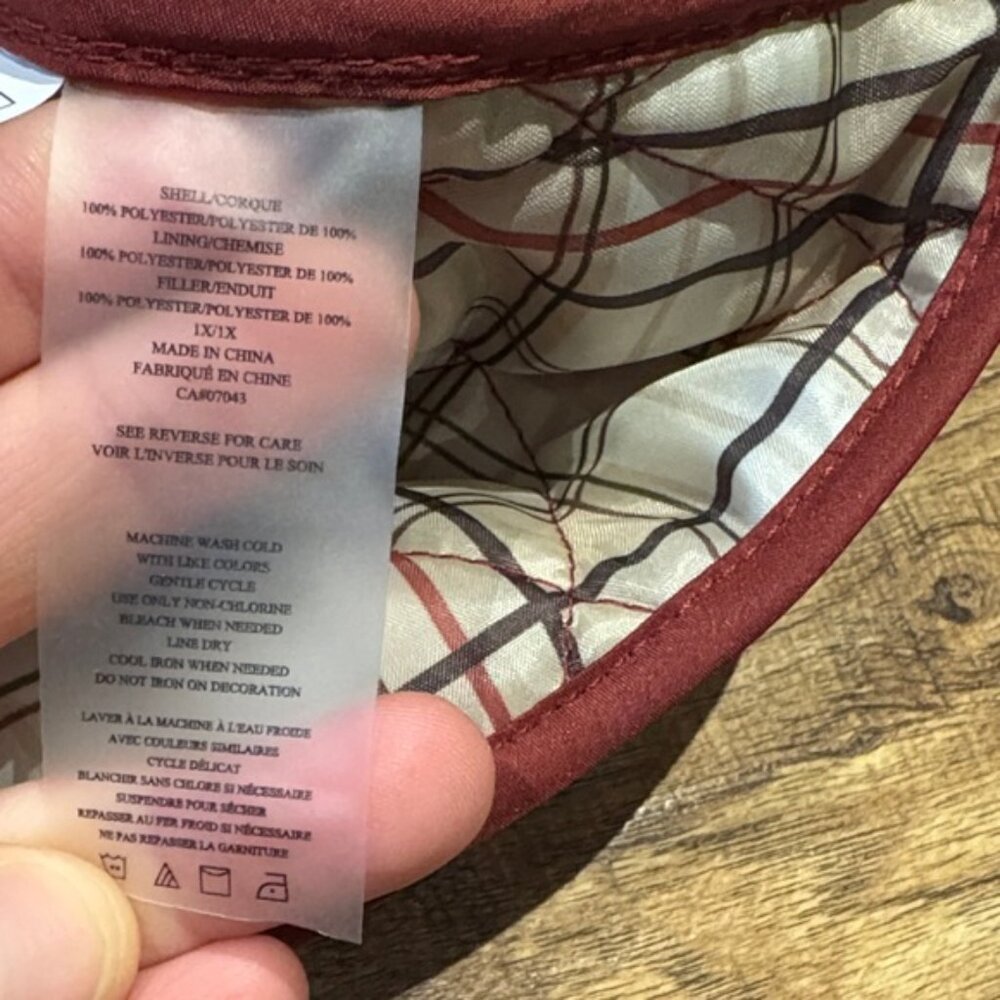 SHELL/CORQUE
100% POLYESTER/POLYESTER DE 100%
LINING/CHEMISE
100% POLYESTER/POLYESTER DE 100%
FILLER/ENDUIT
100% POLYESTER/POLYESTER DE 100%
1X/1X
MADE IN CHINA
FABRIQUÉ EN CHINE
CA#07043
SEE REVERSE FOR CARE
VOIR L'INVERSE POUR LE SOIN
MACHINE WASH COLD
WITH LIKE COLORS
GENTLE CYCLE
USE ONLY NON-CHLORINE
BLEACH WHEN NEEDED
LINE DRY
COOL IRON WHEN NEEDED
DO NOT IRON ON DECORATION
LAVER À LA MACHINE À L'EAU FROIDE
AVEC COULEURS SIMILAIRES
CYCLE DÉLICAT
BLANCHIR SANS CHLORE SI NÉCESSAIRE
SUSPENDRE POUR SÉCHER
REPASSER AU FER FROID SI NÉCESSAIRE
NE PAS REPASSER LA GARNITURE